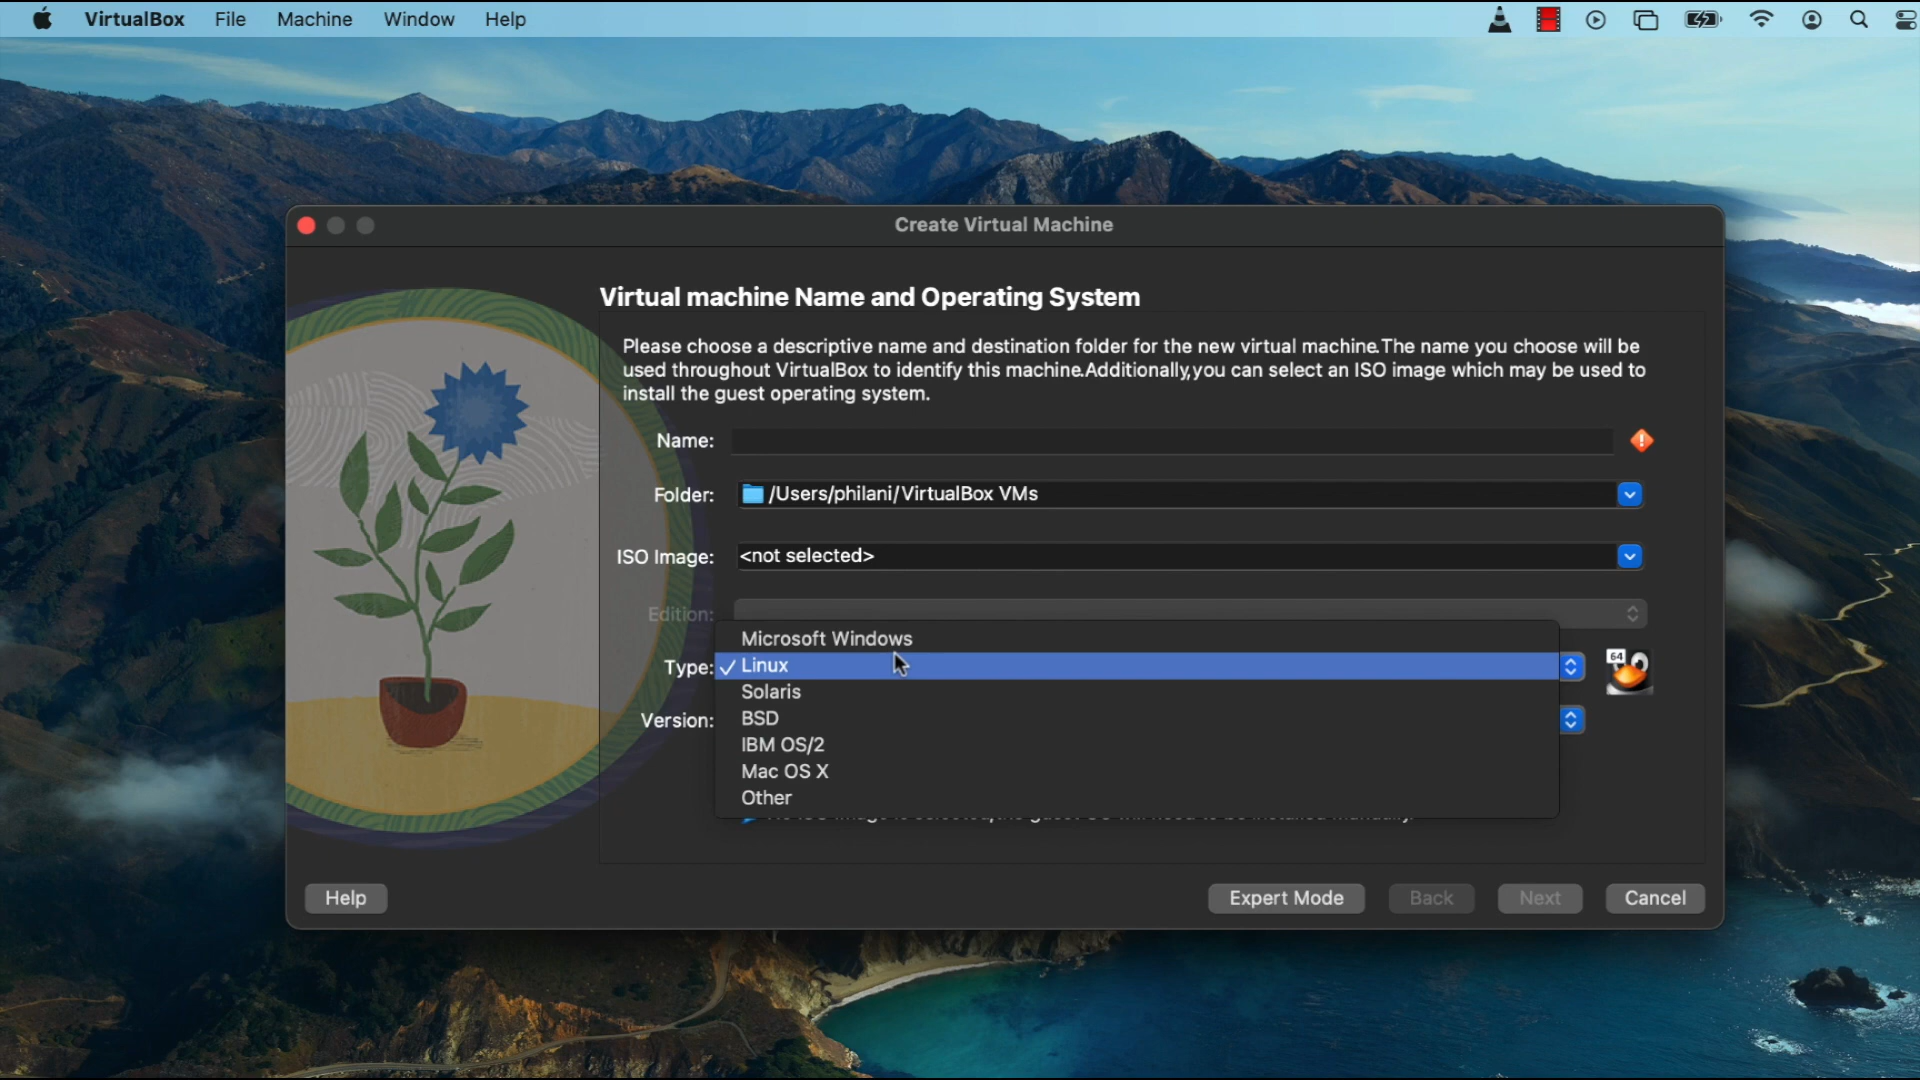 VirtualBox File Machine Window Help
Create Virtual Machine
Virtual machine Name and Operating System
Please choose a descriptive name and destination folder for the new virtual machine.The name you choose will be
used throughout VirtualBox to identify this machine.Additionally,you can select an ISO image which may be used to
install the guest operating system.
Name:
Folder: /Users/philani/VirtualBox VMs
ISO Image: <not selected>
Edition:
Microsoft Windows
Type: ✓ Linux
64
Solaris
Version: BSD
IBM OS/2
Mac OS X
Other
Help Expert Mode Back Next Cancel